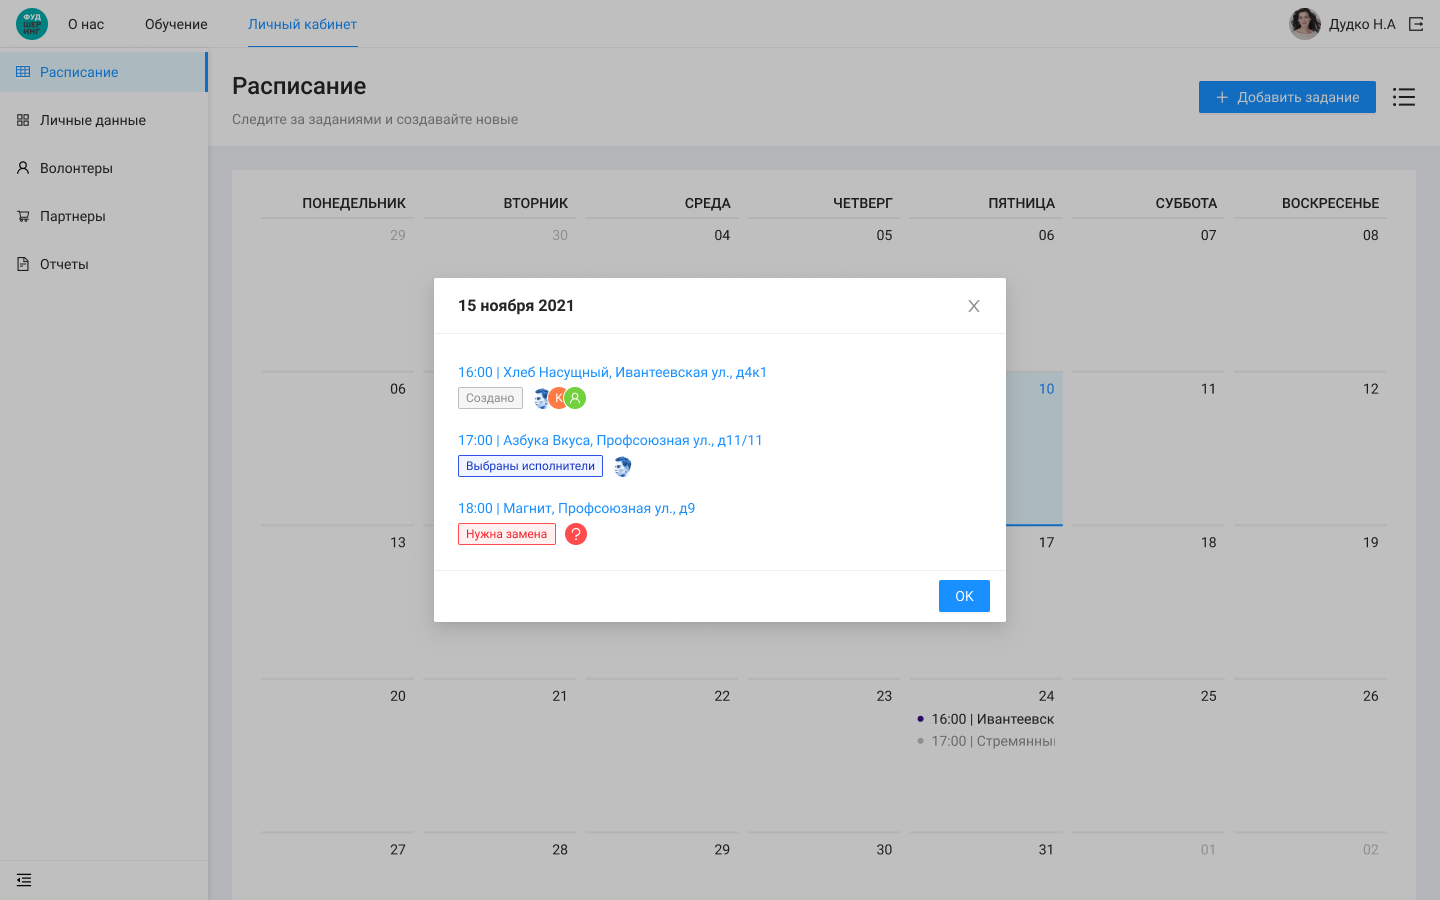 ФУД
ШЕР
ИНГ
О нас
Обучение
Личный кабинет
Дудко Н.А
Расписание
Личные данные
Волонтеры
Партнеры
Отчеты
Расписание
Следите за заданиями и создавайте новые
Добавить задание
ПОНЕДЕЛЬНИК ВТОРНИК СРЕДА ЧЕТВЕРГ ПЯТНИЦА СУББОТА ВОСКРЕСЕНЬЕ
29 30 04 05 06 07 08
06 10 11 12
13 17 18 19
20 21 22 23 24 25 26
16:00 | Ивантеевск
17:00 | Стремянны
27 28 29 30 31 01 02
15 ноября 2021
16:00 | Хлеб Насущный, Ивантеевская ул., д4к1
Создано K
17:00 | Азбука Вкуса, Профсоюзная ул., д11/11
Выбраны исполнители
18:00 | Магнит, Профсоюзная ул., д9
Нужна замена ?
OK